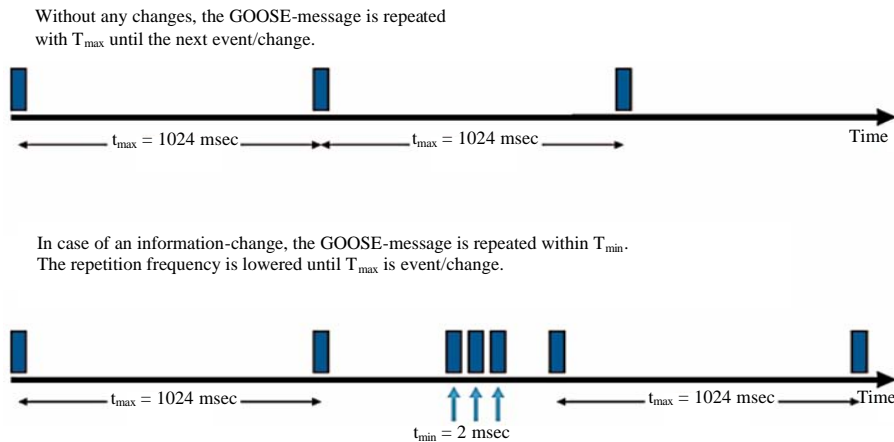 Without any changes, the GOOSE-message is repeated
with Tmax until the next event/change.
tmax = 1024 msec
tmax = 1024 msec
Time
In case of an information-change, the GOOSE-message is repeated within Tmin.
The repetition frequency is lowered until Tmax is event/change.
tmax = 1024 msec
tmax = 1024 msec
Time
tmin = 2 msec